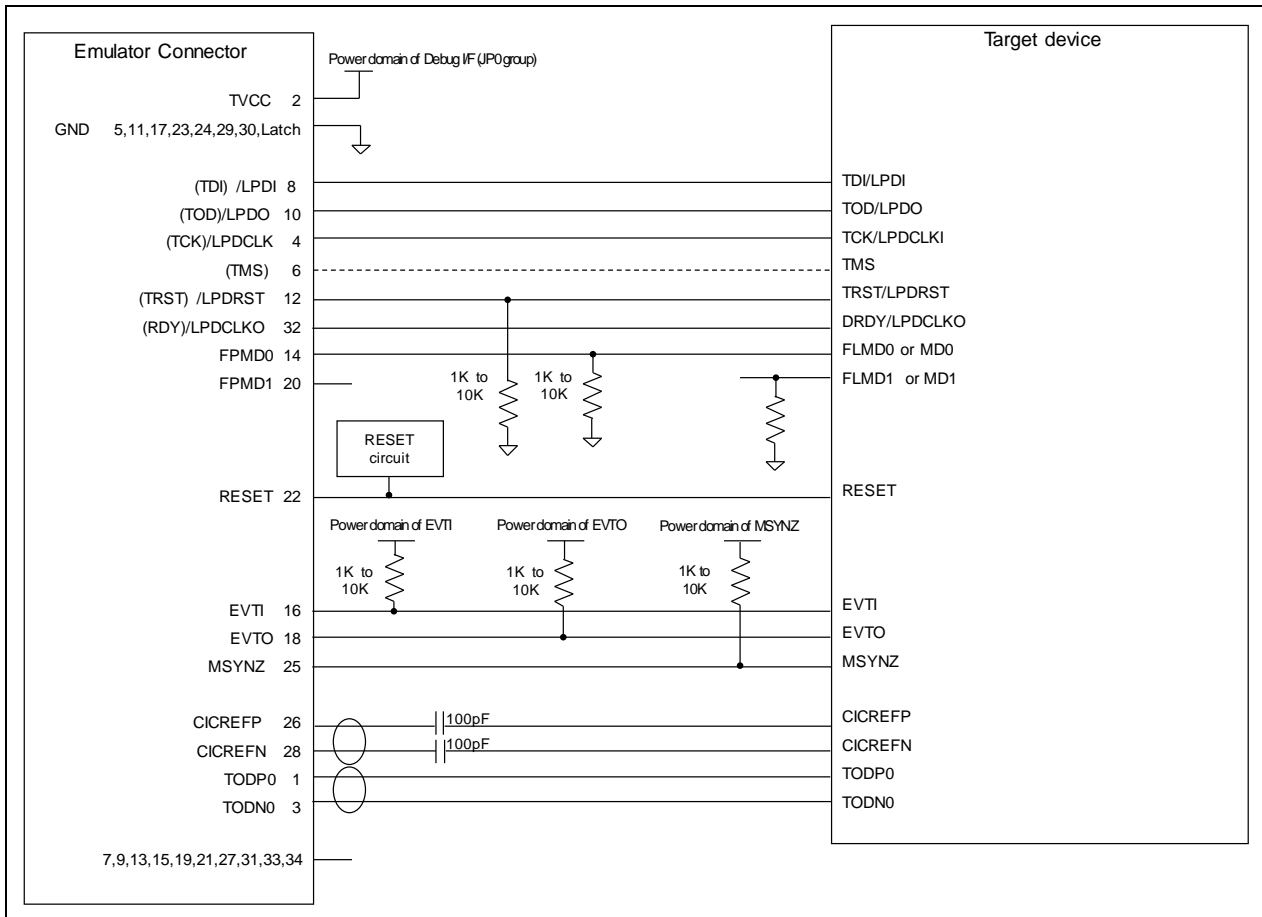 Emulator Connector
Target device
Power domain of Debug I/F (JP0 group)
TVCC 2
GND 5,11,17,23,24,29,30,Latch
(TDI) /LPDI 8
TDI/LPDI
(TOD)/LPDO 10
TOD/LPDO
(TCK)/LPDCLK 4
TCK/LPDCLKI
(TMS) 6
TMS
(TRST) /LPDRST 12
TRST/LPDRST
(RDY)/LPDCLKO 32
DRDY/LPDCLKO
FPMD0 14
FLMD0 or MD0
FPMD1 20
FLMD1 or MD1
1K to
10K
1K to
10K
RESET
circuit
RESET 22
RESET
Power domain of EVTI
Power domain of EVTO
Power domain of MSYNZ
1K to
10K
1K to
10K
1K to
10K
EVTI 16
EVTI
EVTO 18
EVTO
MSYNZ 25
MSYNZ
CICREFP 26
100pF
CICREFP
CICREFN 28
100pF
CICREFN
TODP0 1
TODP0
TODN0 3
TODN0
7,9,13,15,19,21,27,31,33,34